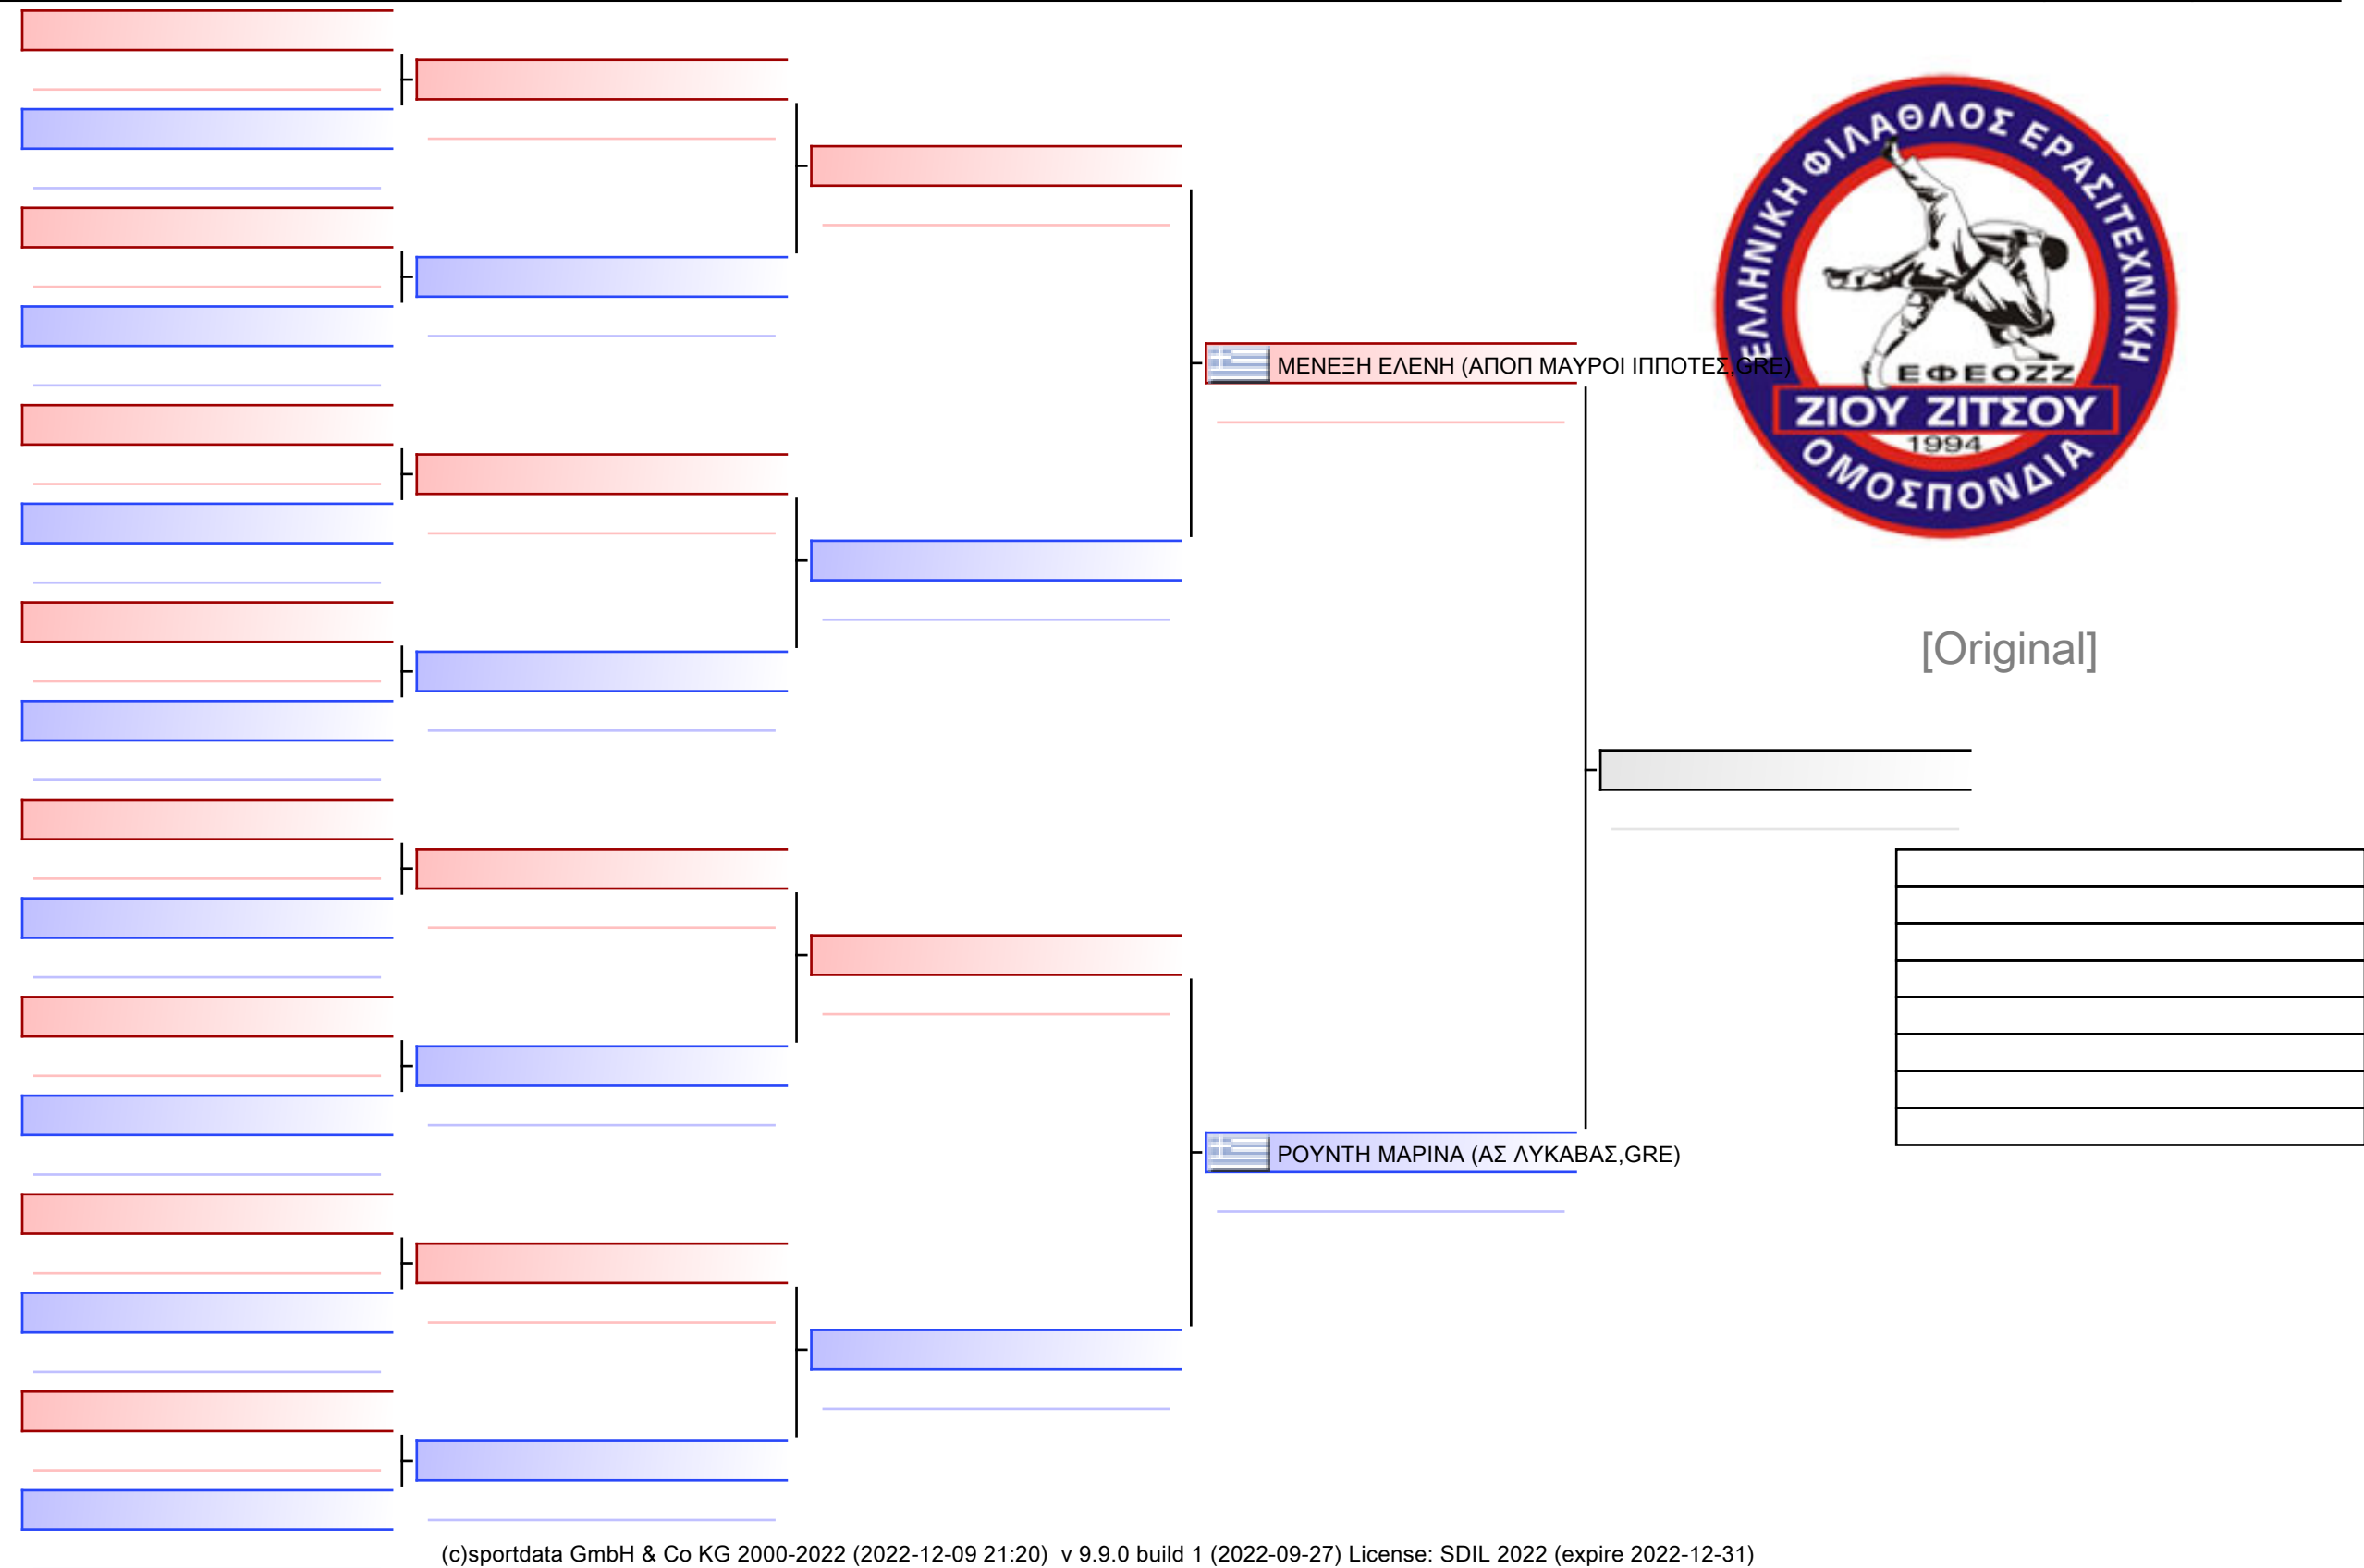 ΕΛΛΗΝΙΚΗ ΦΙΛΑΘΛΟΣ ΕΡΑΣΙΤΕΧΝΙΚΗ
ΜΕΝΕΞΗ ΕΛΕΝΗ (ΑΠΟΠ ΜΑΥΡΟΙ ΙΠΠΟΤΕΣ,GRE)
ΕΦΕΟΖΖ
ΖΙΟΥ ΖΙΤΣΟΥ
1994
ΟΜΟΣΠΟΝΔΙΑ
[Original]
ΡΟΥΝΤΗ ΜΑΡΙΝΑ (ΑΣ ΛΥΚΑΒΑΣ,GRE)
(c)sportdata GmbH & Co KG 2000-2022 (2022-12-09 21:20)  v 9.9.0 build 1 (2022-09-27) License: SDIL 2022 (expire 2022-12-31)